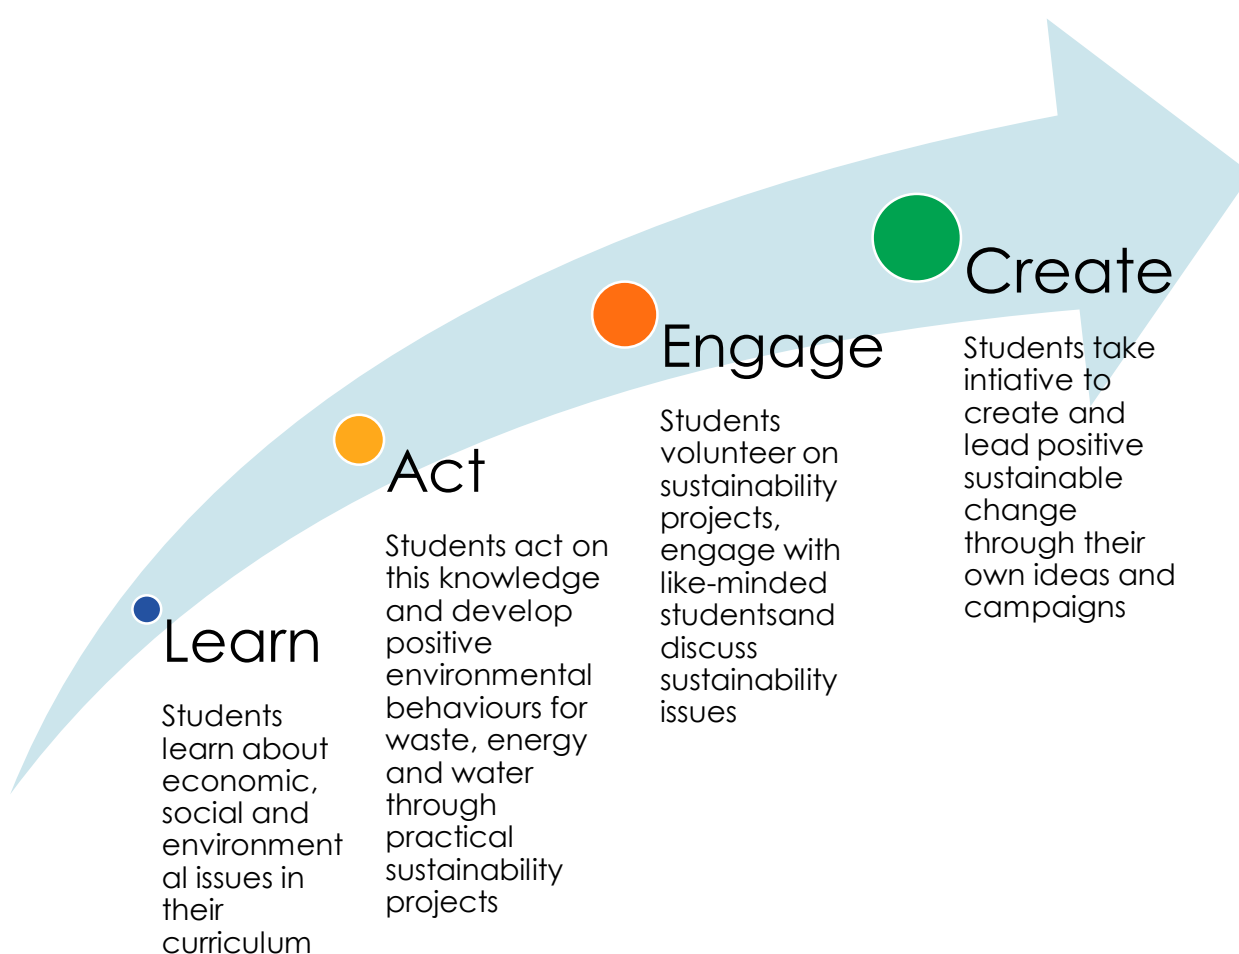 Learn
Students
learn about
economic,
social and
environment
al issues in
their
curriculum
Act
Students act on
this knowledge
and develop
positive
environmental
behaviours for
waste, energy
and water
through
practical
sustainability
projects
Engage
Students
volunteer on
sustainability
projects,
engage with
like-minded
studentsand
discuss
sustainability
issues
Create
Students take
intiative to
create and
lead positive
sustainable
change
through their
own ideas and
campaigns